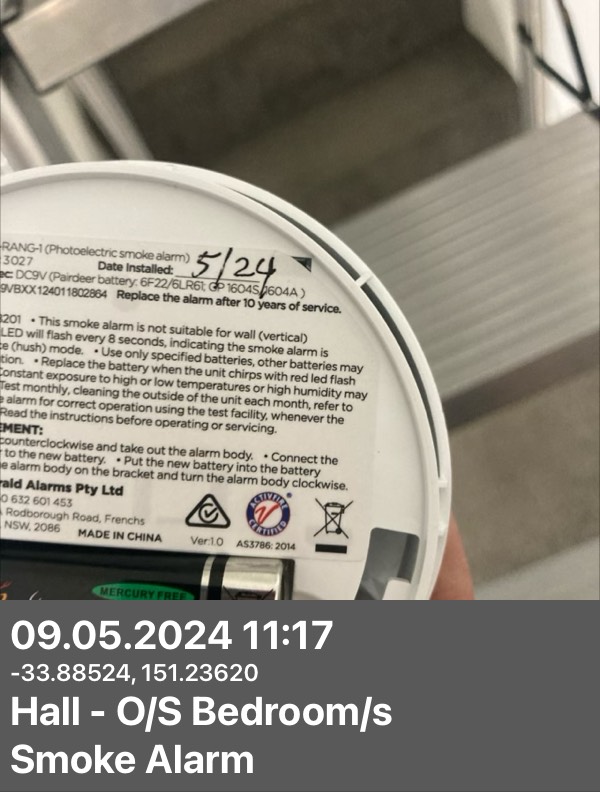 -RANG-1 (Photoelectric smoke alarm)
3027
Date Installed: 5/24
ec: DC9V (Pairdeer battery: 6F22/6LR61; GP 1604S/1604A )
9VBXX124011802864 Replace the alarm after 10 years of service.
1201 • This smoke alarm is not suitable for wall (vertical)
LED will flash every 8 seconds, indicating the smoke alarm is
e (hush) mode. • Use only specified batteries, other batteries may
tion. • Replace the battery when the unit chirps with red led flash
Constant exposure to high or low temperatures or high humidity may
Test monthly, cleaning the outside of the unit each month, refer to
e alarm for correct operation using the test facility, whenever the
Read the instructions before operating or servicing.
EMENT:
counterclockwise and take out the alarm body. • Connect the
to the new battery. • Put the new battery into the battery
e alarm body on the bracket and turn the alarm body clockwise.
rald Alarms Pty Ltd
0 632 601 453
Rodborough Road, Frenchs
, NSW, 2086 MADE IN CHINA
Ver:1.0
ACTIVFIRE
CERTIFIED
AS3786: 2014
MERCURY FREE
09.05.2024 11:17
-33.88524, 151.23620
Hall - O/S Bedroom/s
Smoke Alarm